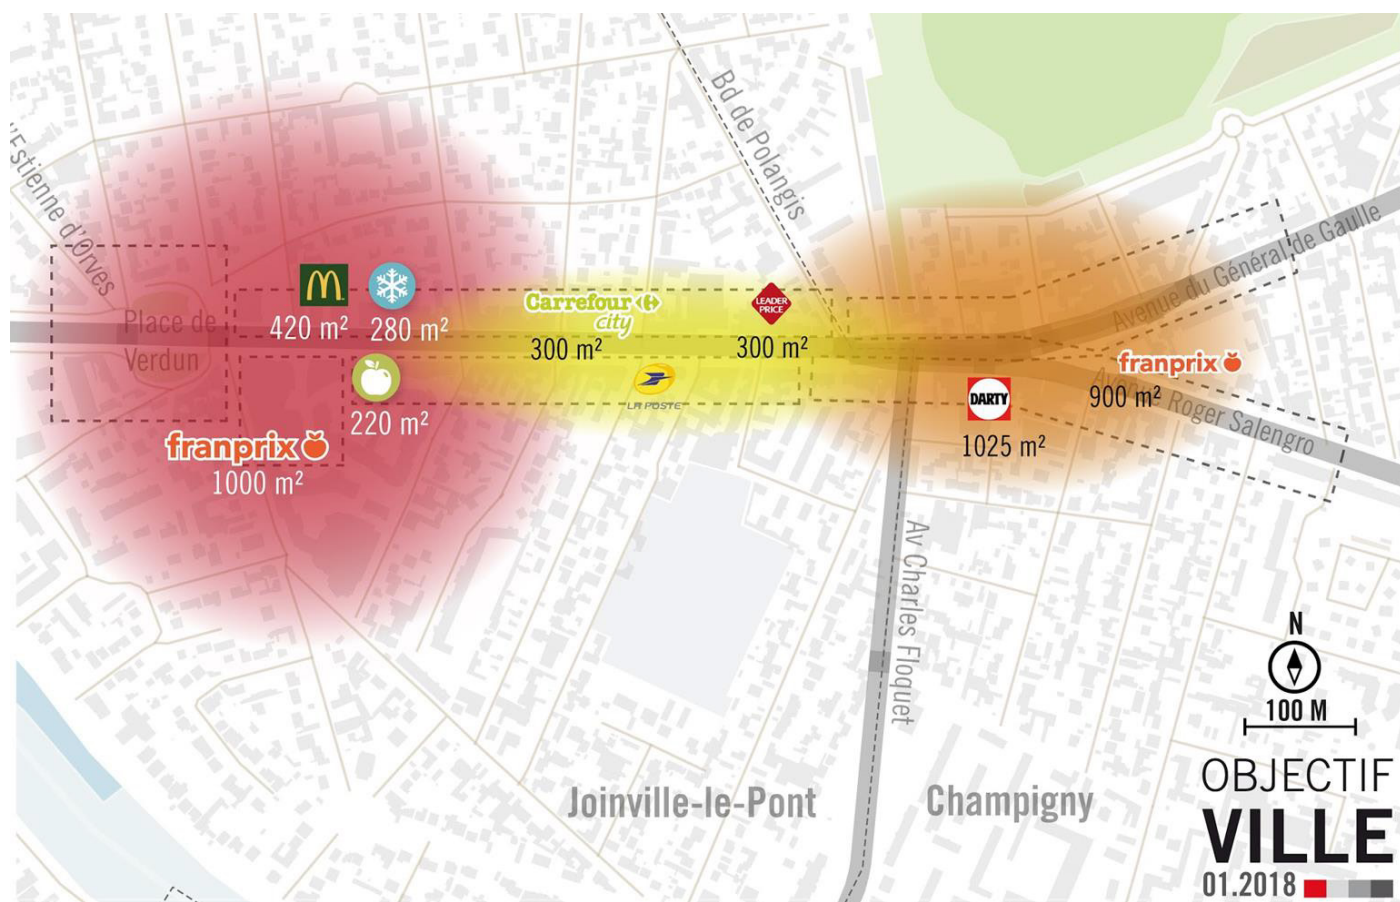 d'Estienne d'Orves
Bd de Polangis
Avenue du Général de Gaulle
Place de
Verdun
420 m²
280 m²
Carrefour
city
300 m²
LEADER
PRICE
300 m²
LA POSTE
220 m²
franprix
1000 m²
DARTY
1025 m²
franprix
900 m²
Roger Salengro
Av Charles Floquet
Joinville-le-Pont
Champigny
N
100 M
OBJECTIF
VILLE
01.2018